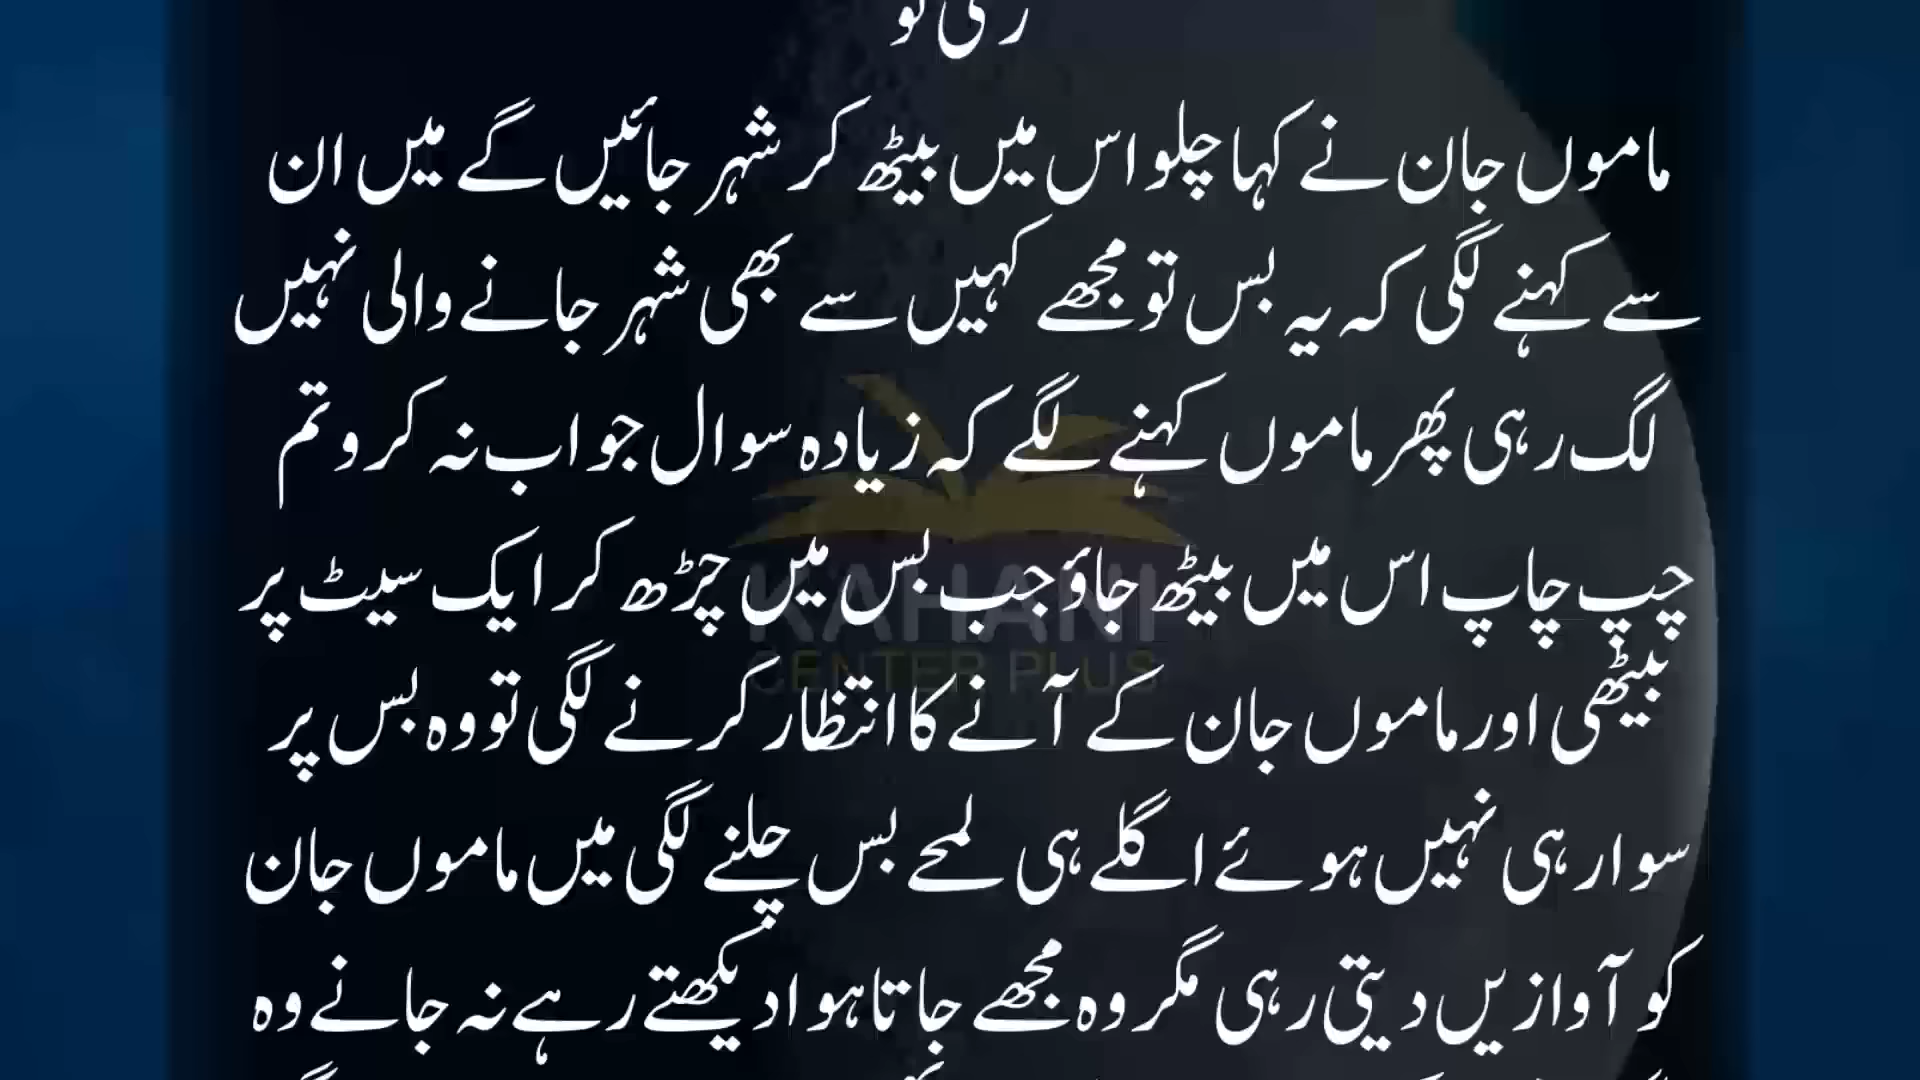 ماموں جان نے کہا چلو اس میں بیٹھ کر شہر جائیں گے میں ان
سے کہنے لگی کہ یہ بس تو مجھے کہیں سے بھی شہر جانے والی نہیں
لگ رہی پھر ماموں کہنے لگے کہ زیادہ سوال جواب نہ کرو تم
چپ چاپ اس میں بیٹھ جاؤ جب بس میں چڑھ کر ایک سیٹ پر
KAHANI
CENTER PLUS
بیٹھی اور ماموں جان کے آنے کا انتظار کرنے لگی تو وہ بس پر
سوار ہی نہیں ہوئے اگلے ہی لمحے بس چلنے لگی میں ماموں جان
کو آوازیں دیتی رہی مگر وہ مجھے جاتا ہوا دیکھتے رہے نہ جانے وہ